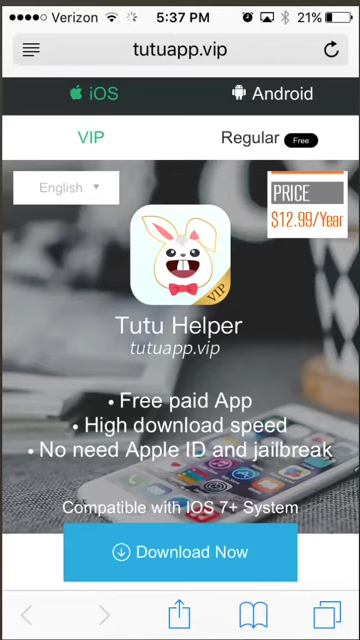 Verizon 5:37 PM 21%
tutuapp.vip
iOS Android
VIP Regular Free
English
PRICE
$12.99/Year
VIP
Tutu Helper
tutuapp.vip
• Free paid App
• High download speed
• No need Apple ID and jailbreak
Compatible with IOS 7+ System
Download Now